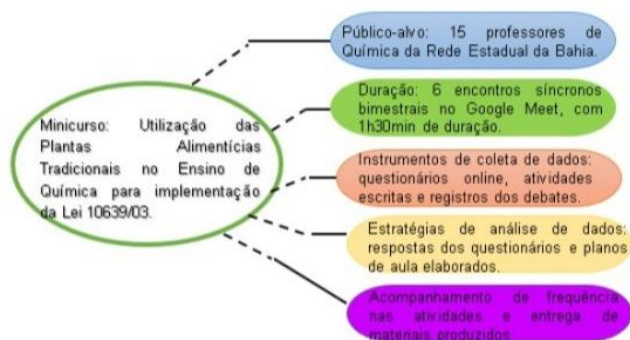 Minicurso: Utilização das
Plantas Alimentícias
Tradicionais no Ensino de
Química para implementação
da Lei 10639/03.
Público-alvo: 15 professores de
Química da Rede Estadual da Bahia.
Duração: 6 encontros síncronos
bimestrais no Google Meet, com
1h30min de duração.
Instrumentos de coleta de dados:
questionários online, atividades
escritas e registros dos debates.
Estratégias de análise de dados:
respostas dos questionários e planos
de aula elaborados.
Acompanhamento de frequência
nas atividades e entrega de
materiais produzidos.